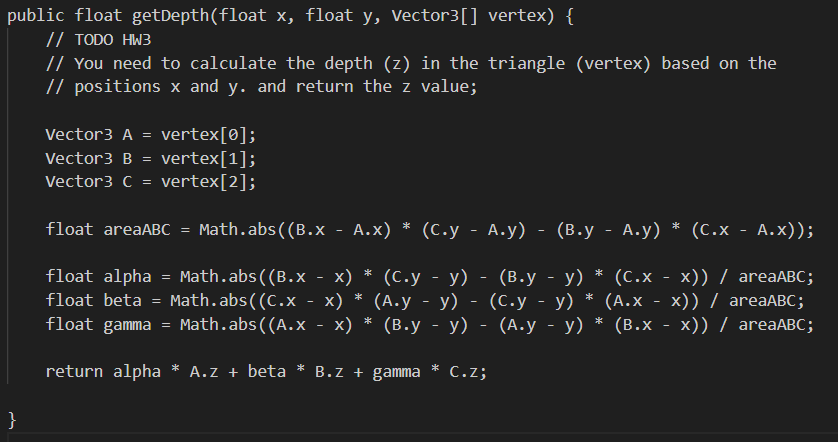 public float getDepth(float x, float y, Vector3[] vertex) {
    // TODO HW3
    // You need to calculate the depth (z) in the triangle (vertex) based on the
    // positions x and y. and return the z value;

    Vector3 A = vertex[0];
    Vector3 B = vertex[1];
    Vector3 C = vertex[2];

    float areaABC = Math.abs((B.x - A.x) * (C.y - A.y) - (B.y - A.y) * (C.x - A.x));

    float alpha = Math.abs((B.x - x) * (C.y - y) - (B.y - y) * (C.x - x)) / areaABC;
    float beta = Math.abs((C.x - x) * (A.y - y) - (C.y - y) * (A.x - x)) / areaABC;
    float gamma = Math.abs((A.x - x) * (B.y - y) - (A.y - y) * (B.x - x)) / areaABC;

    return alpha * A.z + beta * B.z + gamma * C.z;

}